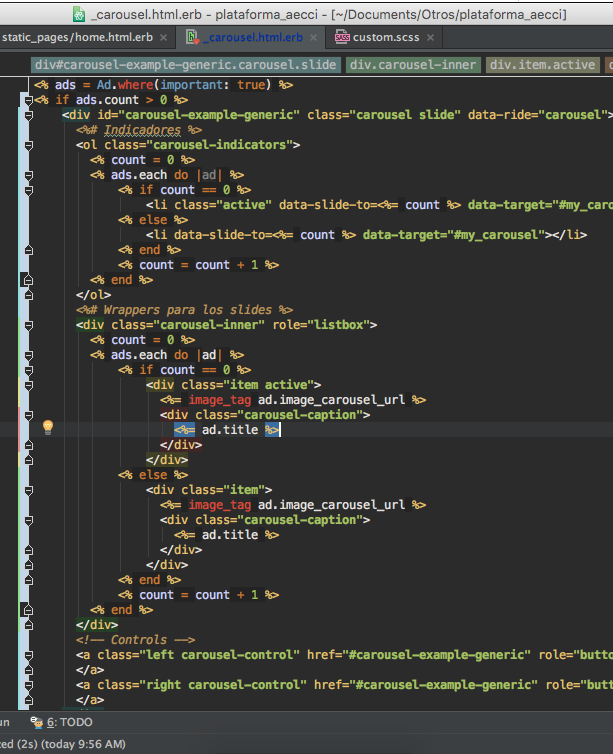 _carousel.html.erb - plataforma_aecci - [~/Documents/Otros/plataforma_aecci]
static_pages/home.html.erb × _carousel.html.erb × custom.scss ×
div#carousel-example-generic.carousel.slide div.carousel-inner div.item.active
<% ads = Ad.where(important: true) %>
<% if ads.count > 0 %>
<div id="carousel-example-generic" class="carousel slide" data-ride="carousel">
<%# Indicadores %>
<ol class="carousel-indicators">
<% count = 0 %>
<% ads.each do |ad| %>
<% if count == 0 %>
<li class="active" data-slide-to=<%= count %> data-target="#my_caro
<% else %>
<li data-slide-to=<%= count %> data-target="#my_carousel"></li>
<% end %>
<% count = count + 1 %>
<% end %>
</ol>
<%# Wrappers para los slides %>
<div class="carousel-inner" role="listbox">
<% count = 0 %>
<% ads.each do |ad| %>
<% if count == 0 %>
<div class="item active">
<%= image_tag ad.image_carousel_url %>
<div class="carousel-caption">
<%= ad.title %>
</div>
</div>
<% else %>
<div class="item">
<%= image_tag ad.image_carousel_url %>
<div class="carousel-caption">
<%= ad.title %>
</div>
</div>
<% end %>
<% count = count + 1 %>
<% end %>
</div>
<!-- Controls -->
<a class="left carousel-control" href="#carousel-example-generic" role="butto
</a>
<a class="right carousel-control" href="#carousel-example-generic" role="butt
</a>
un 6: TODO
ted (2s) (today 9:56 AM)